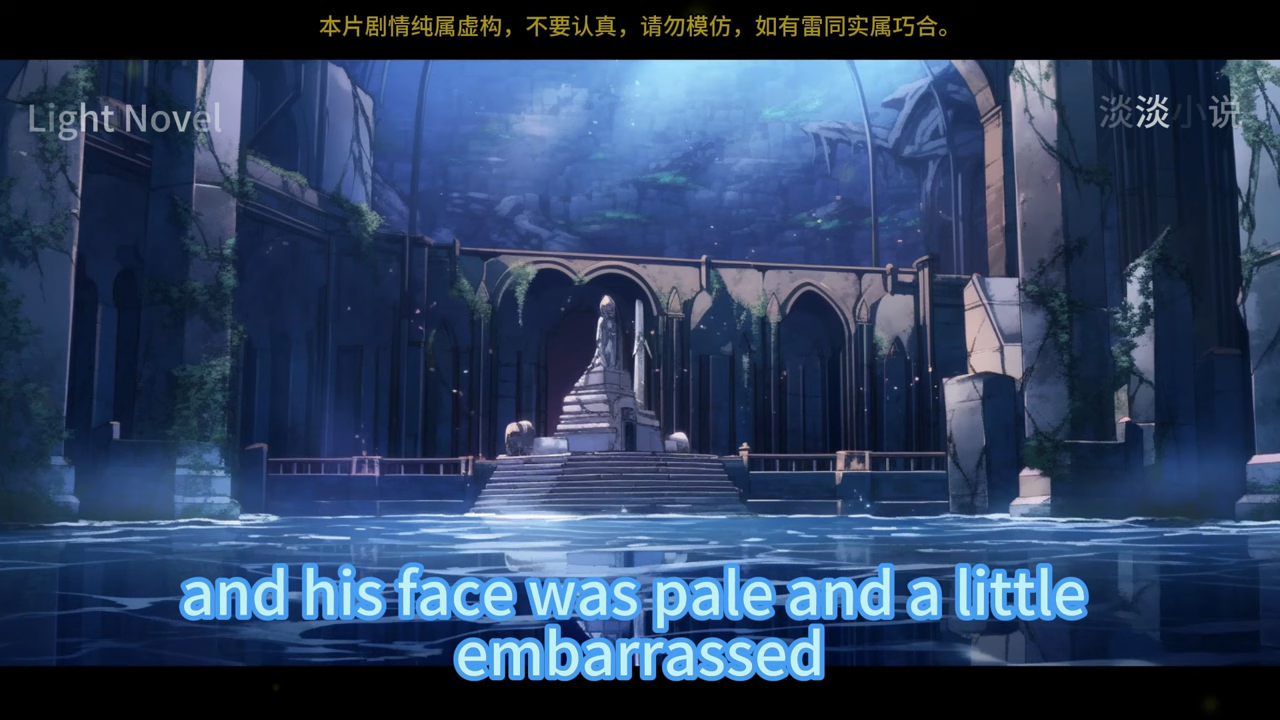 本片剧情纯属虚构，不要认真，请勿模仿，如有雷同实属巧合。
Light Novel
淡淡小说
and his face was pale and a little
embarrassed